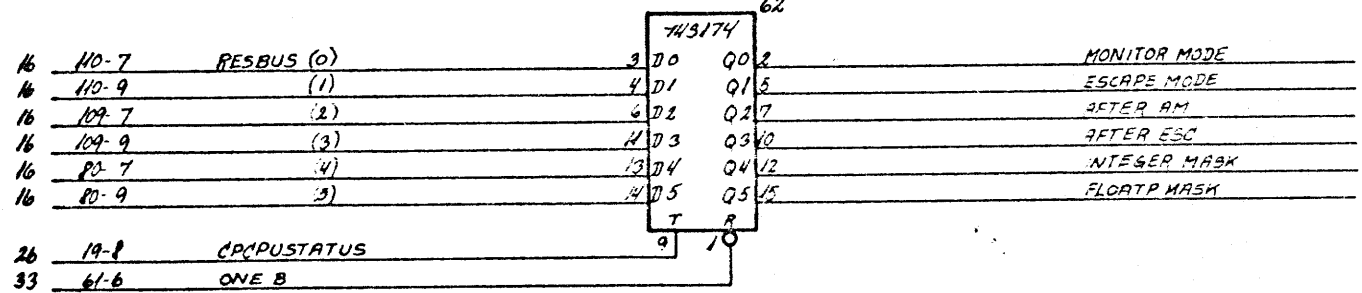 62
74S174
16 110-7 RESBUS (0) 3 D0 Q0 2 MONITOR MODE
16 110-9 (1) 4 D1 Q1 5 ESCAPE MODE
16 109-7 (2) 6 D2 Q2 7 AFTER AM
16 109-9 (3) 11 D3 Q3 10 AFTER ESC
16 80-7 (4) 13 D4 Q4 12 INTEGER MASK
16 80-9 (5) 14 D5 Q5 15 FLOATP MASK
T R
9 1
26 19-8 CPCPUSTATUS
33 61-6 ONE B